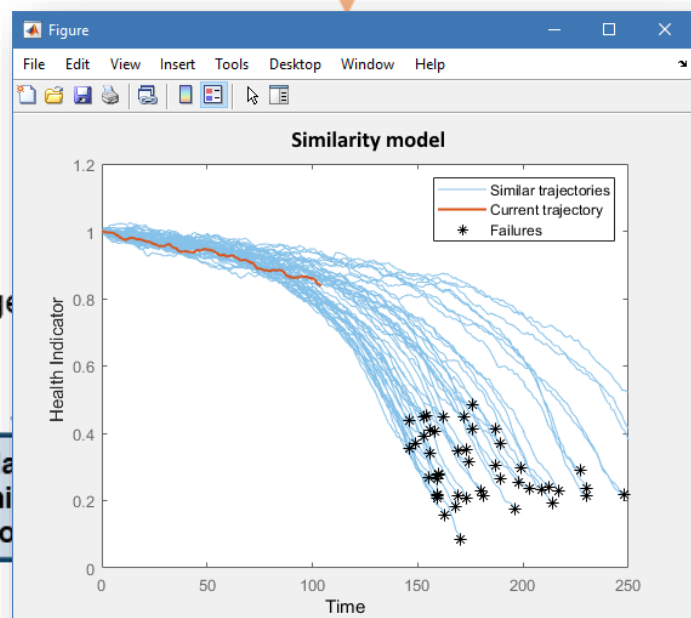 Figure
File Edit View Insert Tools Desktop Window Help
Similarity model
1.2
1
0.8
0.6
0.4
0.2
0
Health Indicator
Similar trajectories
Current trajectory
Failures
0 50 100 150 200 250
Time